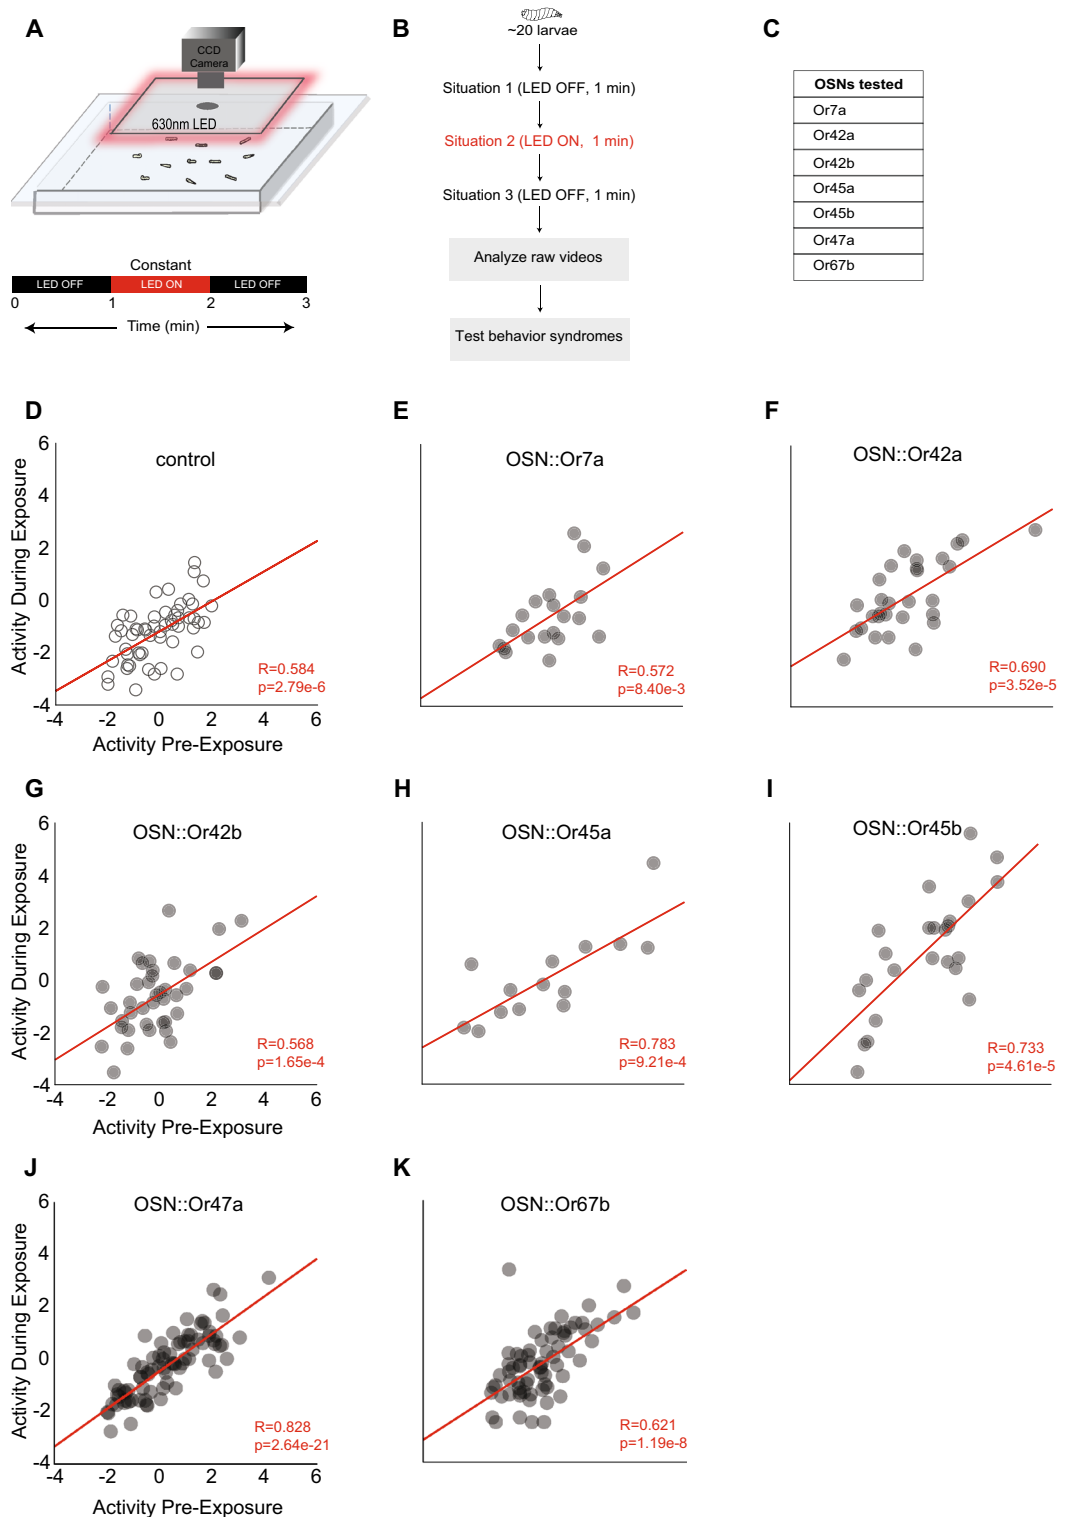 A
CCD
Camera
630nm LED
Constant
LED OFF LED ON LED OFF
0 1 2 3
Time (min)
B
~20 larvae
Situation 1 (LED OFF, 1 min)
Situation 2 (LED ON, 1 min)
Situation 3 (LED OFF, 1 min)
Analyze raw videos
Test behavior syndromes
C
OSNs tested
Or7a
Or42a
Or42b
Or45a
Or45b
Or47a
Or67b
D
control
Activity During Exposure
6
4
2
0
-2
-4
R=0.584
p=2.79e-6
-4 -2 0 2 4 6
Activity Pre-Exposure
E
OSN::Or7a
R=0.572
p=8.40e-3
F
OSN::Or42a
R=0.690
p=3.52e-5
G
OSN::Or42b
Activity During Exposure
6
4
2
0
-2
-4
R=0.568
p=1.65e-4
-4 -2 0 2 4 6
Activity Pre-Exposure
H
OSN::Or45a
R=0.783
p=9.21e-4
I
OSN::Or45b
R=0.733
p=4.61e-5
J
OSN::Or47a
Activity During Exposure
6
4
2
0
-2
-4
R=0.828
p=2.64e-21
-4 -2 0 2 4 6
Activity Pre-Exposure
K
OSN::Or67b
R=0.621
p=1.19e-8